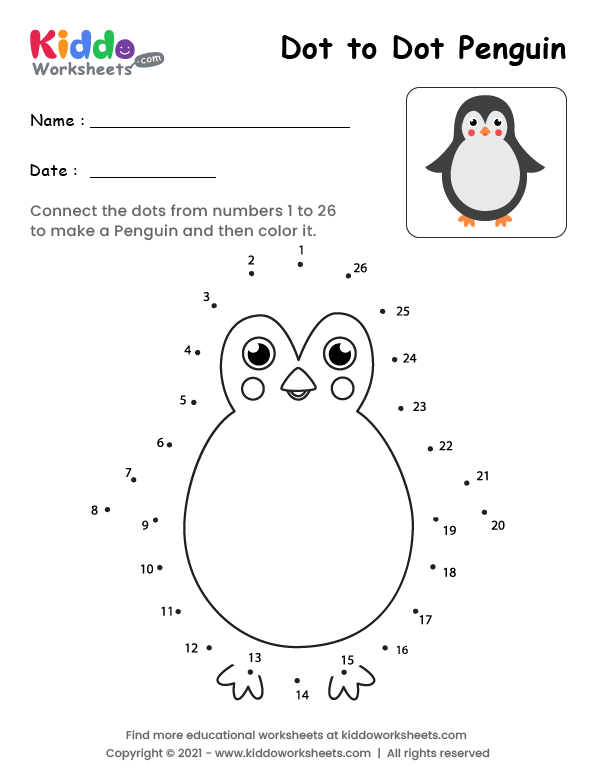 Kiddo
Worksheets .com
Dot to Dot Penguin
Name :
Date :
Connect the dots from numbers 1 to 26
to make a Penguin and then color it.
1
2
26
3
25
4
24
5
23
6
22
7
21
8
9
19
20
10
18
11
17
12
16
13
15
14
Find more educational worksheets at kiddoworksheets.com
Copyright © 2021 - www.kiddoworksheets.com | All rights reserved